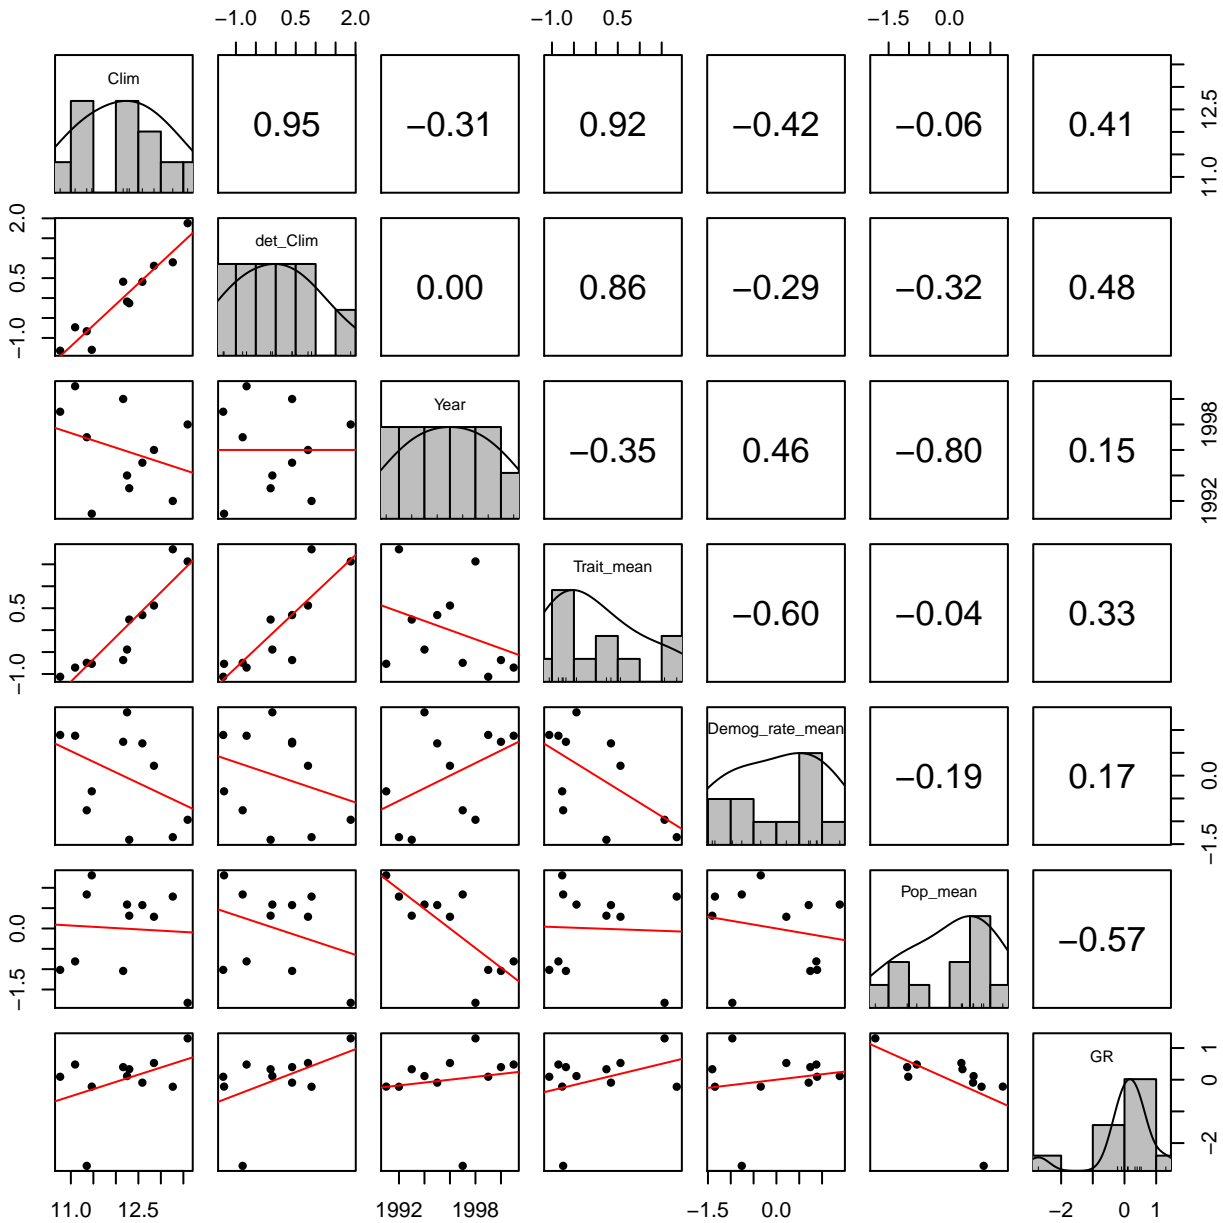 −1.0 0.5 2.0 −1.0 0.5 −1.5 0.0
Clim 0.95 −0.31 0.92 −0.42 −0.06 0.41 11.0 12.5
−1.0 0.5 2.0 det_Clim 0.00 0.86 −0.29 −0.32 0.48
Year −0.35 0.46 −0.80 0.15 1992 1998
−1.0 0.5 Trait_mean −0.60 −0.04 0.33
Demog_rate_mean −0.19 0.17 −1.5 0.0
−1.5 0.0 Pop_mean −0.57
GR −2 0 1
11.0 12.5 1992 1998 −1.5 0.0 −2 0 1